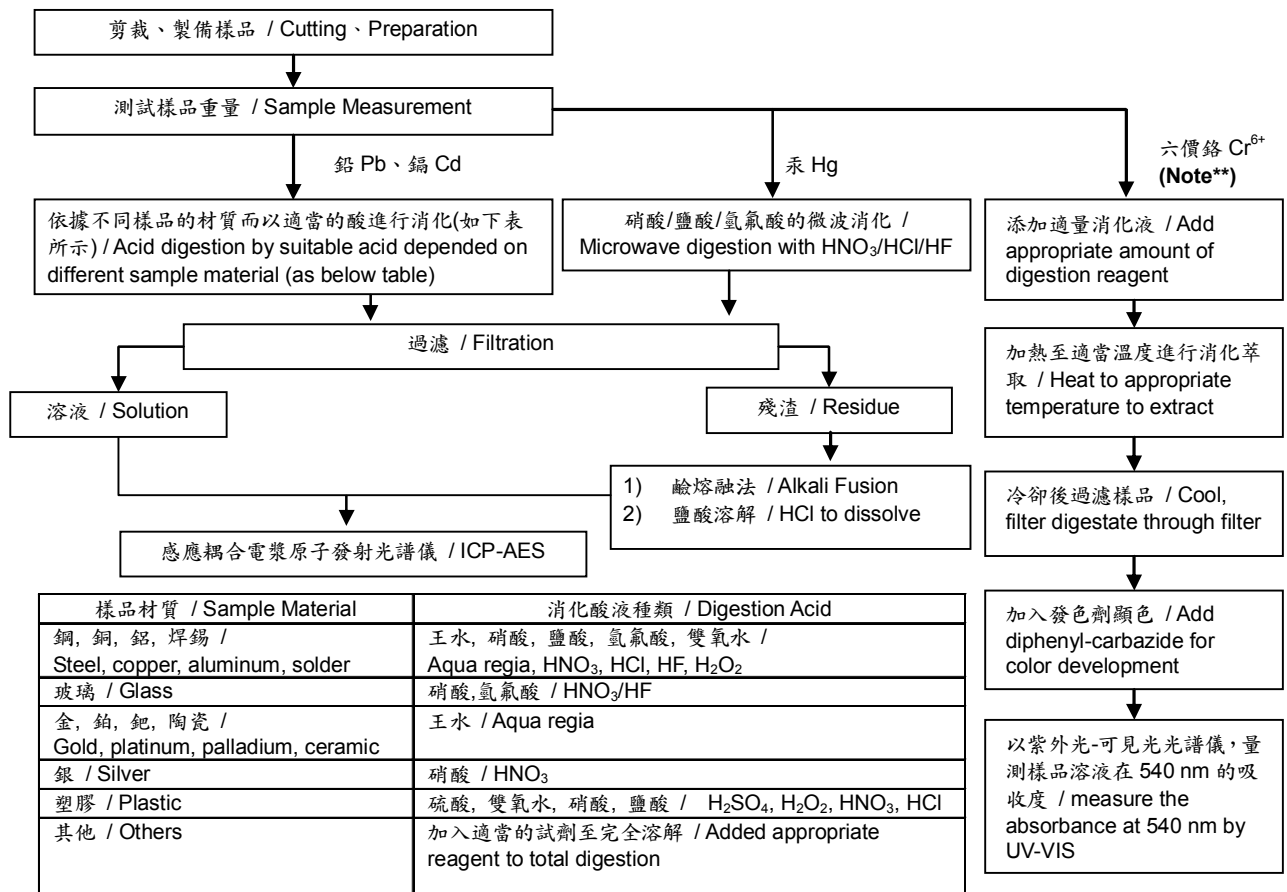 剪裁、製備樣品 / Cutting、Preparation
測試樣品重量 / Sample Measurement
鉛 Pb、鎘 Cd
汞 Hg
六價鉻 Cr6+
(Note**)
依據不同樣品的材質而以適當的酸進行消化(如下表
所示) / Acid digestion by suitable acid depended on
different sample material (as below table)
硝酸/鹽酸/氫氟酸的微波消化 /
Microwave digestion with HNO3/HCl/HF
添加適量消化液 / Add
appropriate amount of
digestion reagent
過濾 / Filtration
加熱至適當溫度進行消化萃
取 / Heat to appropriate
temperature to extract
溶液 / Solution
殘渣 / Residue
1) 鹼熔融法 / Alkali Fusion
2) 鹽酸溶解 / HCl to dissolve
冷卻後過濾樣品 / Cool,
filter digestate through filter
感應耦合電漿原子發射光譜儀 / ICP-AES
加入發色劑顯色 / Add
diphenyl-carbazide for
color development
以紫外光-可見光光譜儀，量
測樣品溶液在 540 nm 的吸
收度 / measure the
absorbance at 540 nm by
UV-VIS
樣品材質 / Sample Material
消化酸液種類 / Digestion Acid
鋼, 銅, 鋁, 焊錫 /
Steel, copper, aluminum, solder
王水, 硝酸, 鹽酸, 氫氟酸, 雙氧水 /
Aqua regia, HNO3, HCl, HF, H2O2
玻璃 / Glass
硝酸,氫氟酸 / HNO3/HF
金, 鉑, 鈀, 陶瓷 /
Gold, platinum, palladium, ceramic
王水 / Aqua regia
銀 / Silver
硝酸 / HNO3
塑膠 / Plastic
硫酸, 雙氧水, 硝酸, 鹽酸 / H2SO4, H2O2, HNO3, HCl
其他 / Others
加入適當的試劑至完全溶解 / Added appropriate
reagent to total digestion